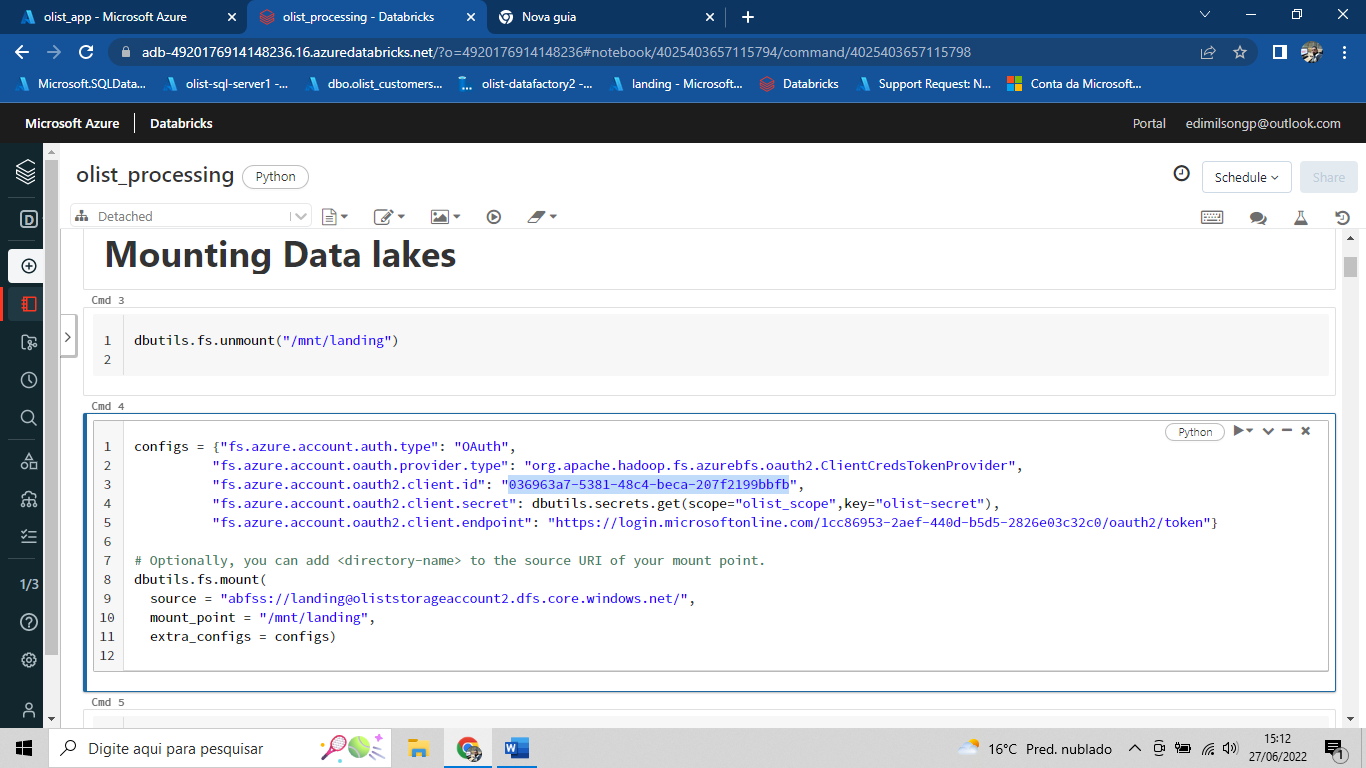 olist_app - Microsoft Azure
olist_processing - Databricks
Nova guia
adb-4920176914148236.16.azuredatabricks.net/?o=4920176914148236#notebook/4025403657115794/command/4025403657115798
Microsoft.SQLData...
olist-sql-server1 -...
dbo.olist_customers...
olist-datafactory2 -...
landing - Microsoft...
Databricks
Support Request: N...
Conta da Microsoft...
Microsoft Azure
Databricks
Portal
edimilsongp@outlook.com
olist_processing
Python
Schedule
Share
D
Detached
Mounting Data lakes
Cmd 3
1 dbutils.fs.unmount("/mnt/landing")
2
Cmd 4
Python
1 configs = {"fs.azure.account.auth.type": "OAuth",
2 "fs.azure.account.oauth.provider.type": "org.apache.hadoop.fs.azurebfs.oauth2.ClientCredsTokenProvider",
3 "fs.azure.account.oauth2.client.id": "036963a7-5381-48c4-beca-207f2199bbfb",
4 "fs.azure.account.oauth2.client.secret": dbutils.secrets.get(scope="olist_scope",key="olist-secret"),
5 "fs.azure.account.oauth2.client.endpoint": "https://login.microsoftonline.com/1cc86953-2aef-440d-b5d5-2826e03c32c0/oauth2/token"}
6
7 # Optionally, you can add <directory-name> to the source URI of your mount point.
8 dbutils.fs.mount(
9 source = "abfss://landing@oliststorageaccount2.dfs.core.windows.net/",
10 mount_point = "/mnt/landing",
11 extra_configs = configs)
12
1/3
Cmd 5
Digite aqui para pesquisar
16°C Pred. nublado
15:12
27/06/2022
1